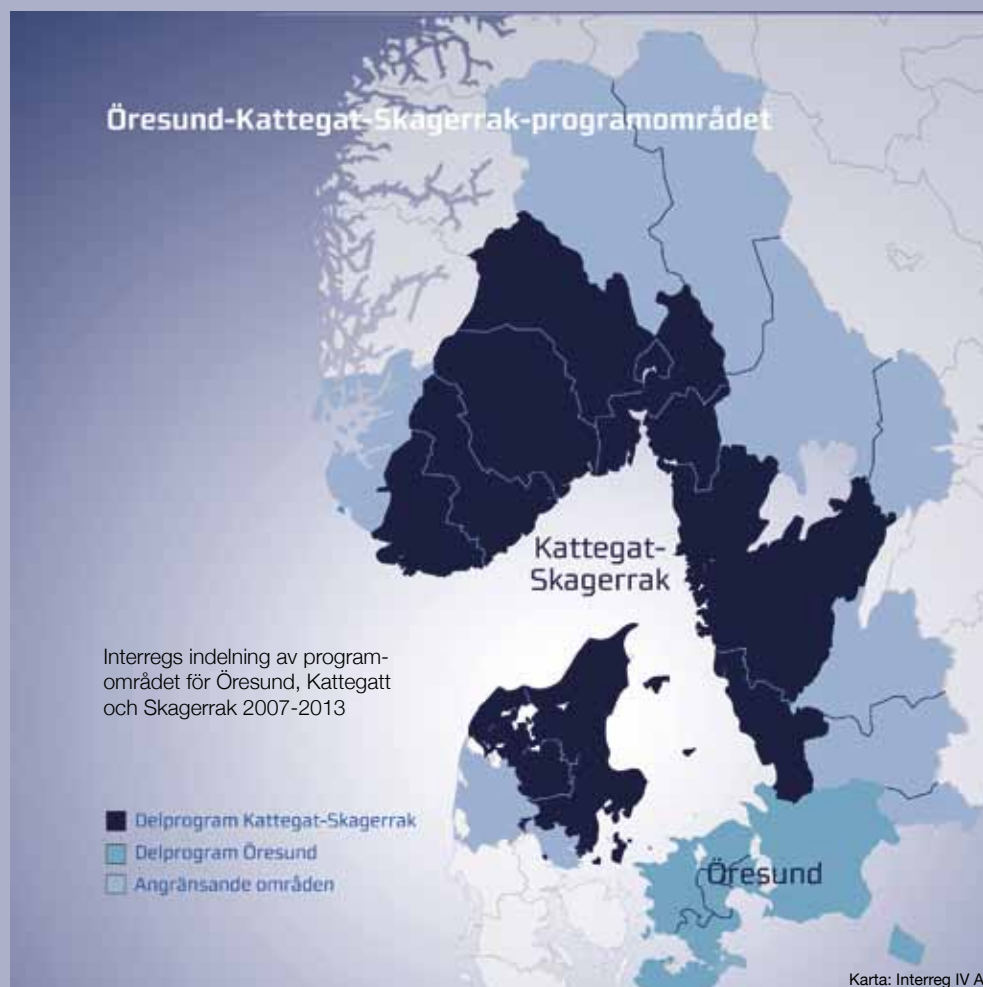 Öresund-Kattegat-Skagerrak-programområdet
Kattegat-
Skagerrak
Interregs indelning av program-
området för Öresund, Kattegatt
och Skagerrak 2007-2013
Delprogram Kattegat-Skagerrak
Delprogram Öresund
Angränsande områden
Öresund
Karta: Interreg IV A